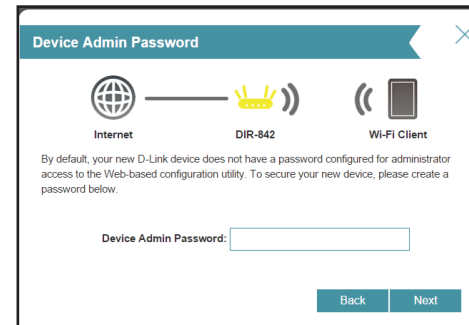 Device Admin Password
Internet DIR-842 Wi-Fi Client
By default, your new D-Link device does not have a password configured for administrator
access to the Web-based configuration utility. To secure your new device, please create a
password below.
Device Admin Password:
Back Next